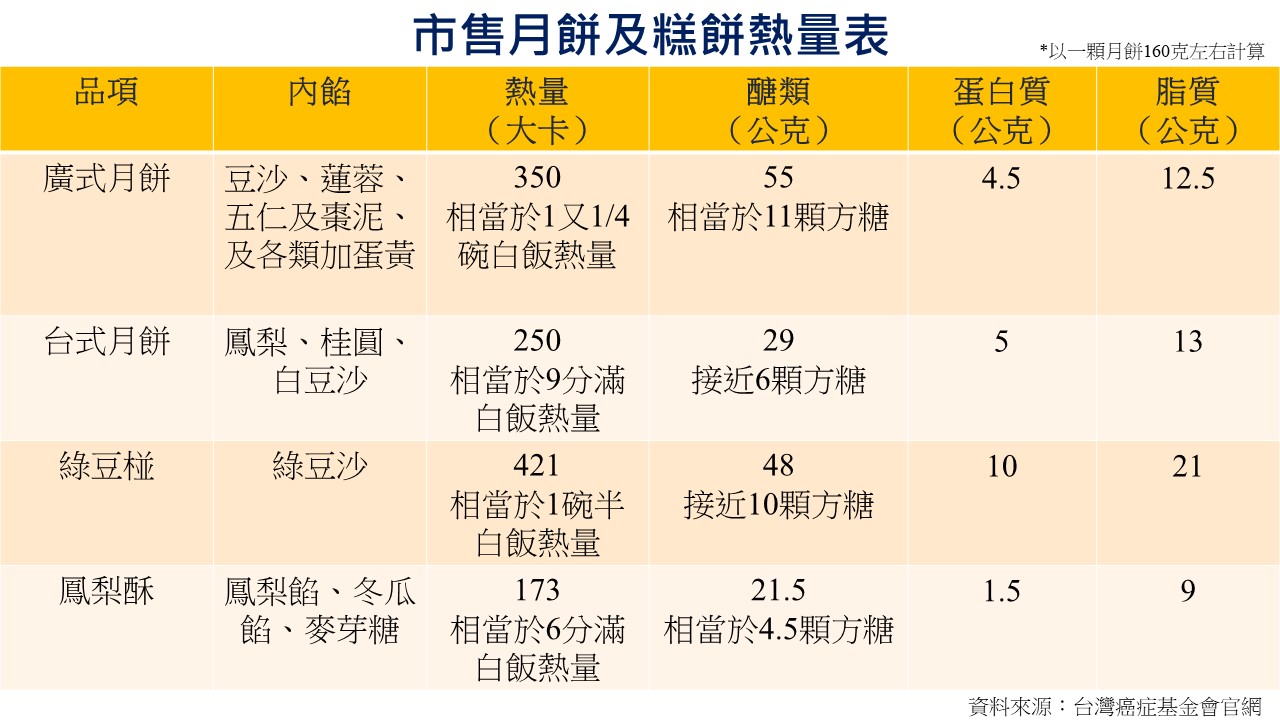 市售月餅及糕餅熱量表
*以一顆月餅160克左右計算
品項
內餡
熱量
（大卡）
醣類
（公克）
蛋白質
（公克）
脂質
（公克）
廣式月餅
豆沙、蓮蓉、
五仁及棗泥、
及各類加蛋黃
350
相當於1又1/4
碗白飯熱量
55
相當於11顆方糖
4.5
12.5
台式月餅
鳳梨、桂圓、
白豆沙
250
相當於9分滿
白飯熱量
29
接近6顆方糖
5
13
綠豆椪
綠豆沙
421
相當於1碗半
白飯熱量
48
接近10顆方糖
10
21
鳳梨酥
鳳梨餡、冬瓜
餡、麥芽糖
173
相當於6分滿
白飯熱量
21.5
相當於4.5顆方糖
1.5
9
資料來源：台灣癌症基金會官網